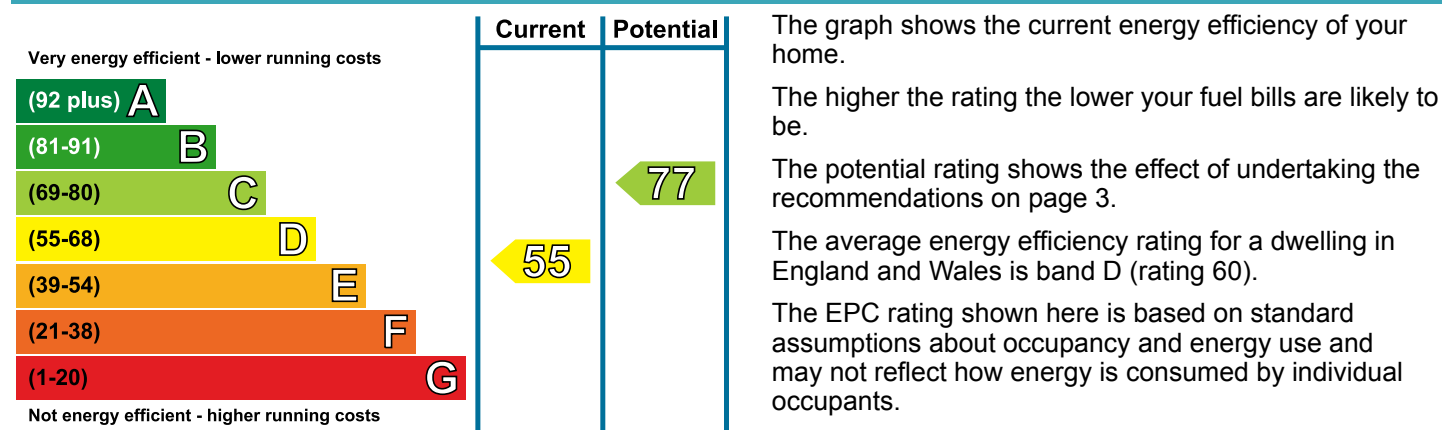 Current Potential
Very energy efficient - lower running costs
(92 plus) A
(81-91) B
(69-80) C
(55-68) D
(39-54) E
(21-38) F
(1-20) G
Not energy efficient - higher running costs
55
77
The graph shows the current energy efficiency of your
home.
The higher the rating the lower your fuel bills are likely to
be.
The potential rating shows the effect of undertaking the
recommendations on page 3.
The average energy efficiency rating for a dwelling in
England and Wales is band D (rating 60).
The EPC rating shown here is based on standard
assumptions about occupancy and energy use and
may not reflect how energy is consumed by individual
occupants.